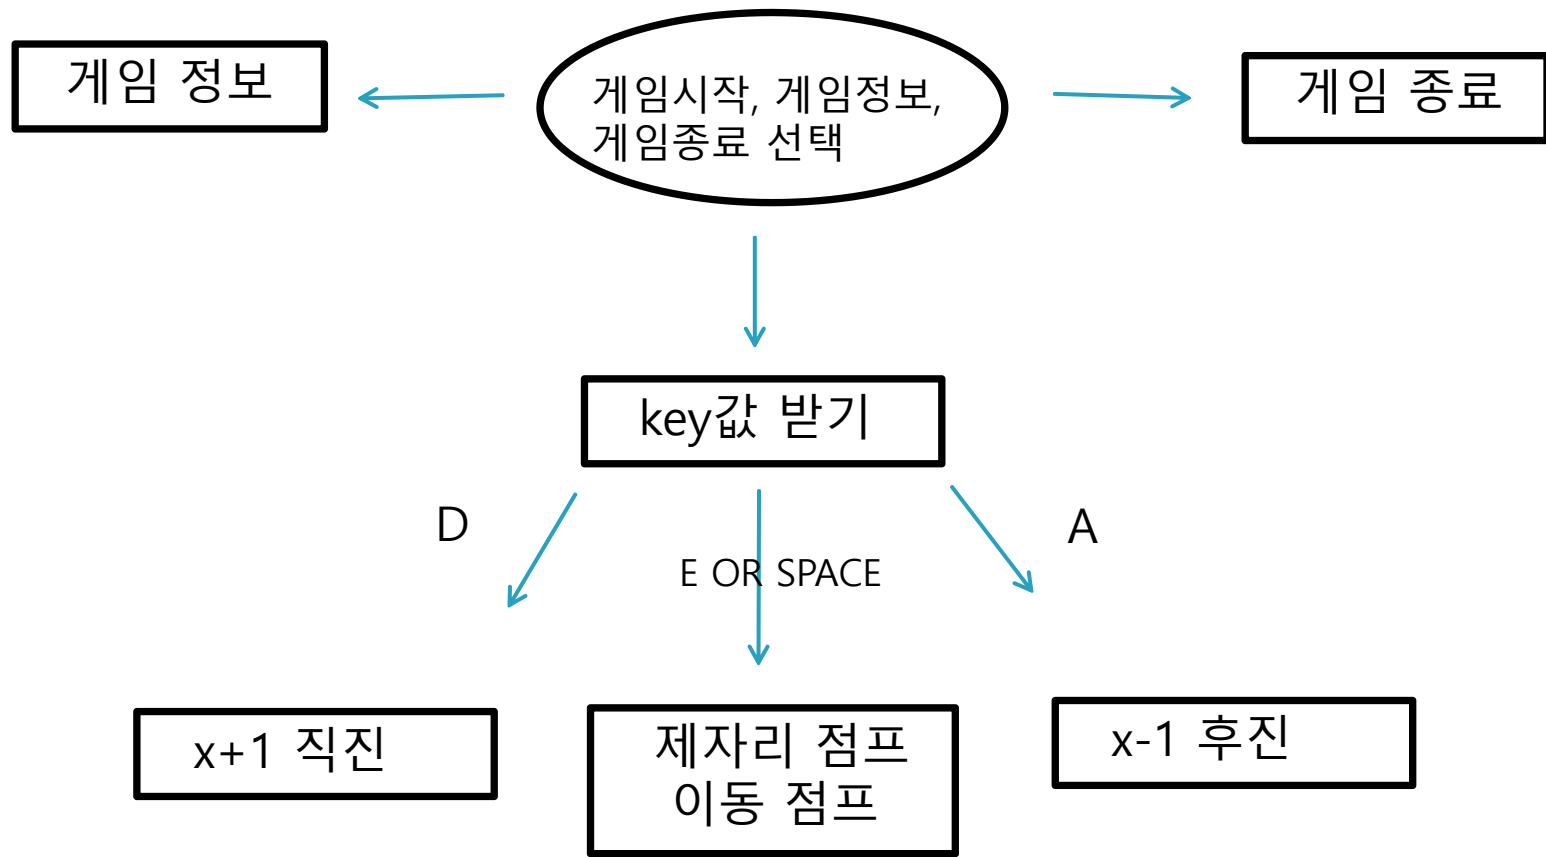 게임 정보
게임시작, 게임정보,
게임종료 선택
게임 종료
key값 받기
D
E OR SPACE
A
x+1 직진
제자리 점프
이동 점프
x-1 후진